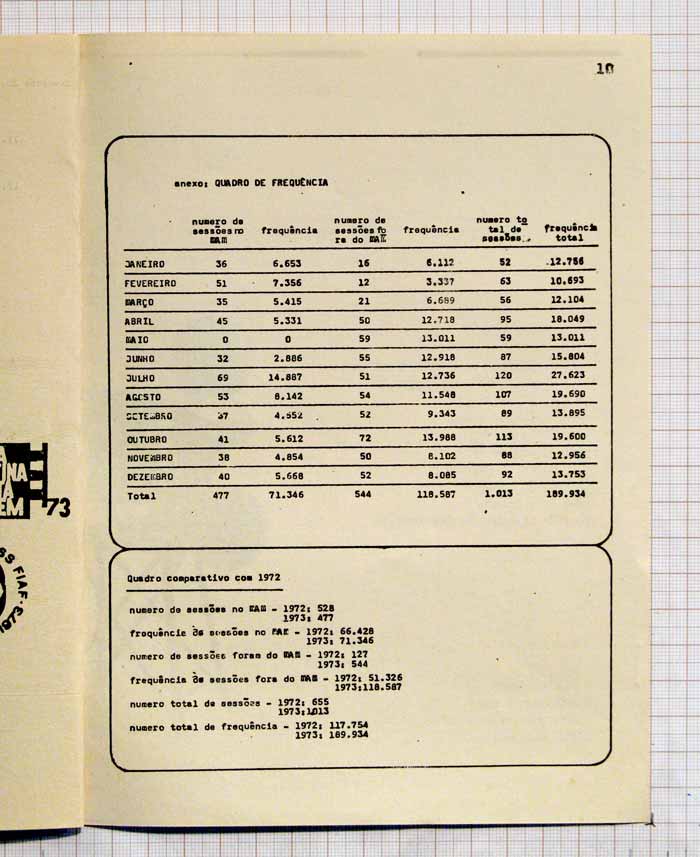 10
anexo: QUADRO DE FREQUÊNCIA
numero de sessões no MAM frequência numero de sessões fo ra do MAM frequência numero to tal de sessões. frequência total
JANEIRO 36 6.653 16 6.112 52 12.756
FEVEREIRO 51 7.356 12 3.337 63 10.693
MARÇO 35 5.415 21 6.689 56 12.104
ABRIL 45 5.331 50 12.718 95 18.049
MAIO 0 0 59 13.011 59 13.011
JUNHO 32 2.886 55 12.918 87 15.804
JULHO 69 14.887 51 12.736 120 27.623
AGOSTO 53 8.142 54 11.548 107 19.690
SETEMBRO 37 4.552 52 9.343 89 13.895
OUTUBRO 41 5.612 72 13.988 113 19.600
NOVEMBRO 38 4.854 50 8.102 88 12.956
DEZEMBRO 40 5.668 52 8.085 92 13.753
Total 477 71.346 544 118.587 1.013 189.934
Quadro comparativo com 1972
numero de sessões no MAM - 1972: 528
1973: 477
frequência de sessões no MAM - 1972: 66.428
1973: 71.346
numero de sessões foram do MAM - 1972: 127
1973: 544
frequência de sessões fora do MAM - 1972: 51.326
1973:118.587
numero total de sessões - 1972: 655
1973:1013
numero total de frequência - 1972: 117.754
1973: 189.934
73
FIAF.
1973